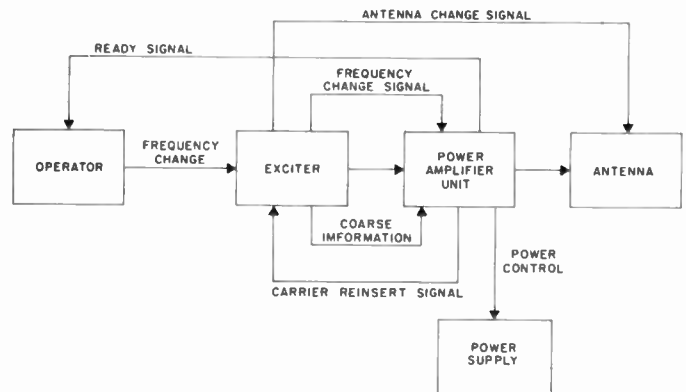 ANTENNA CHANGE SIGNAL
READY SIGNAL
FREQUENCY
CHANGE SIGNAL
FREQUENCY
CHANGE
OPERATOR
EXCITER
POWER
AMPLIFIER
UNIT
ANTENNA
COARSE
IMFORMATION
POWER
CONTROL
CARRIER REINSERT SIGNAL
POWER
SUPPLY